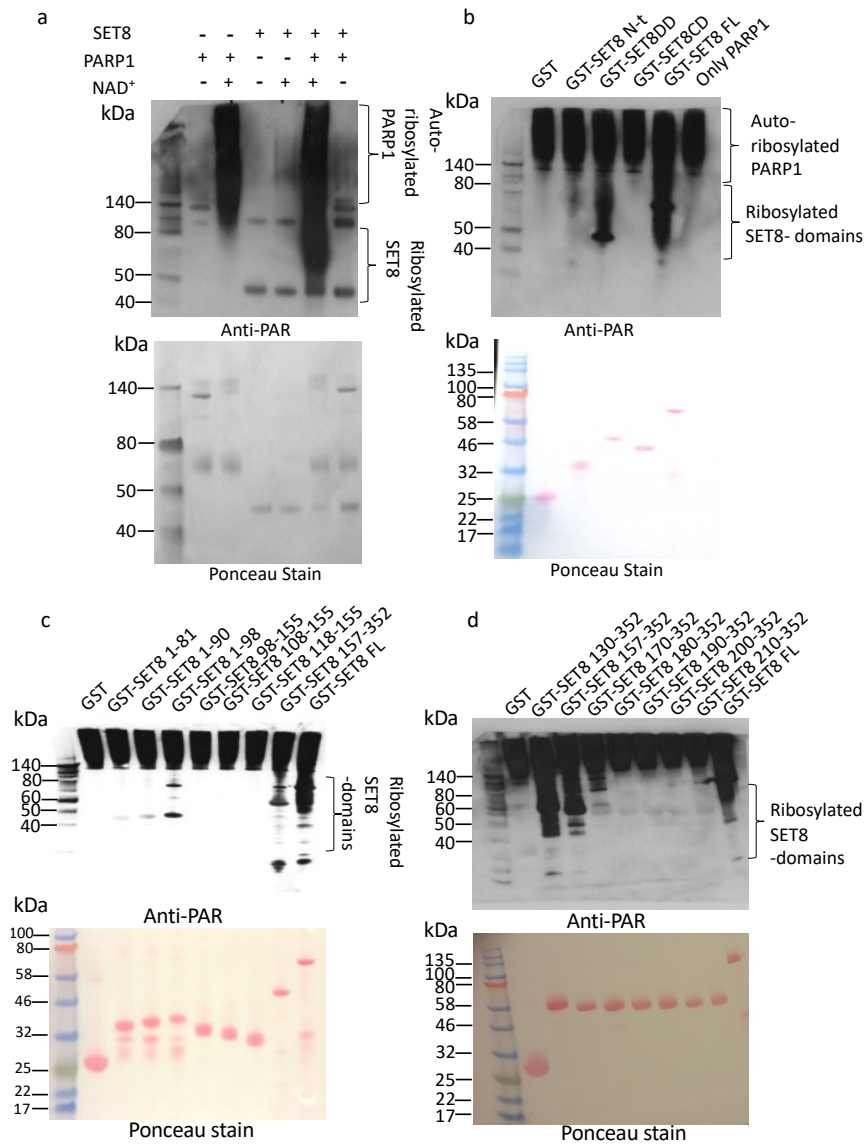 a
SET8 - - + + + +
PARP1 + + - - + +
NAD+ - + - + + -
kDa
140
80
50
40
Auto-
ribosylated
PARP1
Ribosylated
SET8
Anti-PAR
kDa
140
80
50
40
Ponceau Stain
b
GST
GST-SET8 N-t
GST-SET8DD
GST-SET8CD
GST-SET8 FL
Only PARP1
kDa
140
80
50
40
Auto-
ribosylated
PARP1
Ribosylated
SET8- domains
Anti-PAR
kDa
135
100
80
58
46
32
25
22
17
Ponceau Stain
c
GST
GST-SET8 1-81
GST-SET8 1-90
GST-SET8 1-98
GST-SET8 98-155
GST-SET8 108-155
GST-SET8 118-155
GST-SET8 157-352
GST-SET8 FL
kDa
140
80
60
50
40
Ribosylated
SET8
-domains
Anti-PAR
kDa
100
80
58
46
32
25
22
17
Ponceau stain
d
GST
GST-SET8 130-352
GST-SET8 157-352
GST-SET8 170-352
GST-SET8 180-352
GST-SET8 190-352
GST-SET8 200-352
GST-SET8 210-352
GST-SET8 FL
kDa
140
80
60
50
40
Ribosylated
SET8
-domains
Anti-PAR
kDa
135
100
80
58
46
32
25
22
17
Ponceau stain